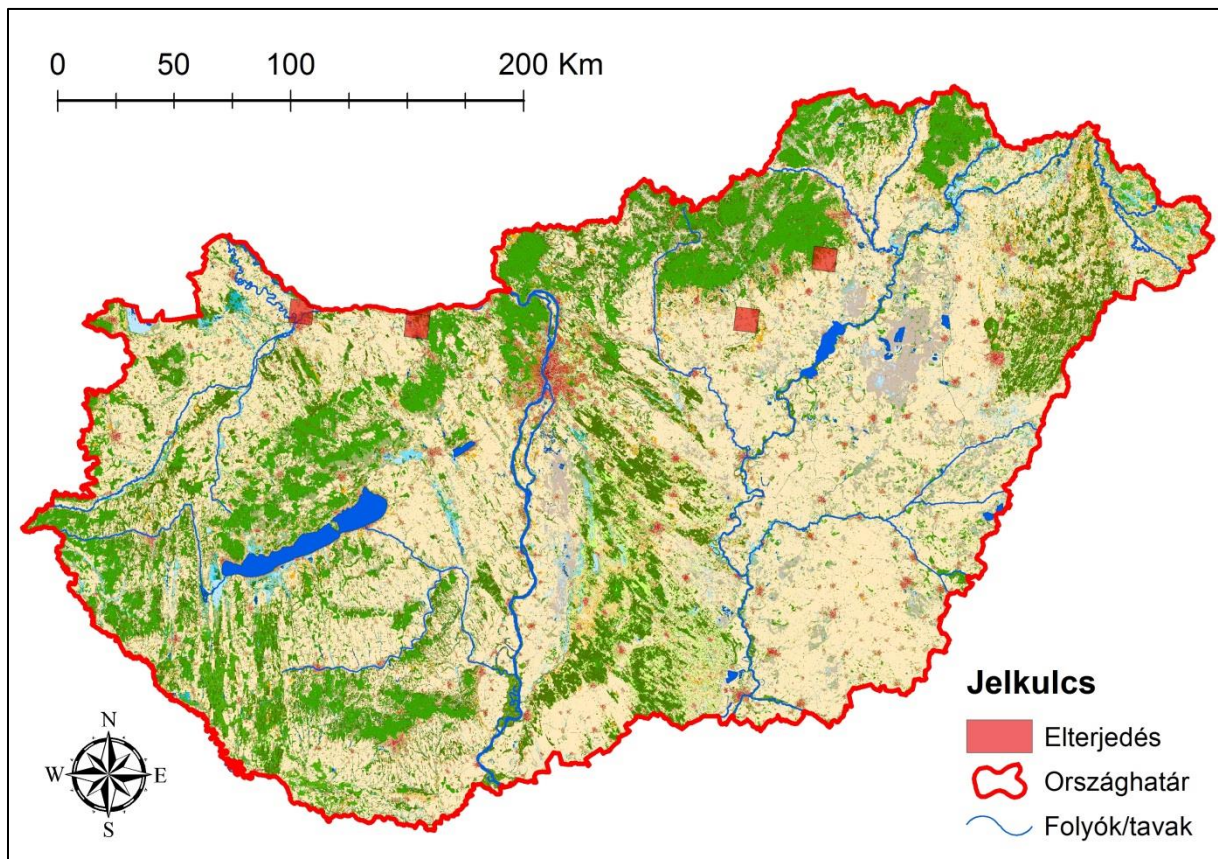 0 50 100 200 Km
N
W E
S
Jelkulcs
Elterjedés
Országhatár
Folyók/tavak